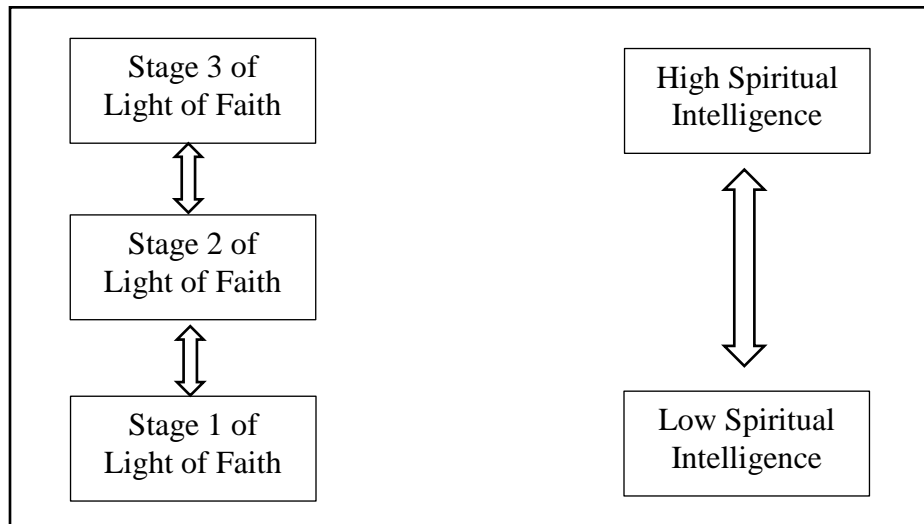 Stage 3 of
Light of Faith
High Spiritual
Intelligence
Stage 2 of
Light of Faith
Stage 1 of
Light of Faith
Low Spiritual
Intelligence